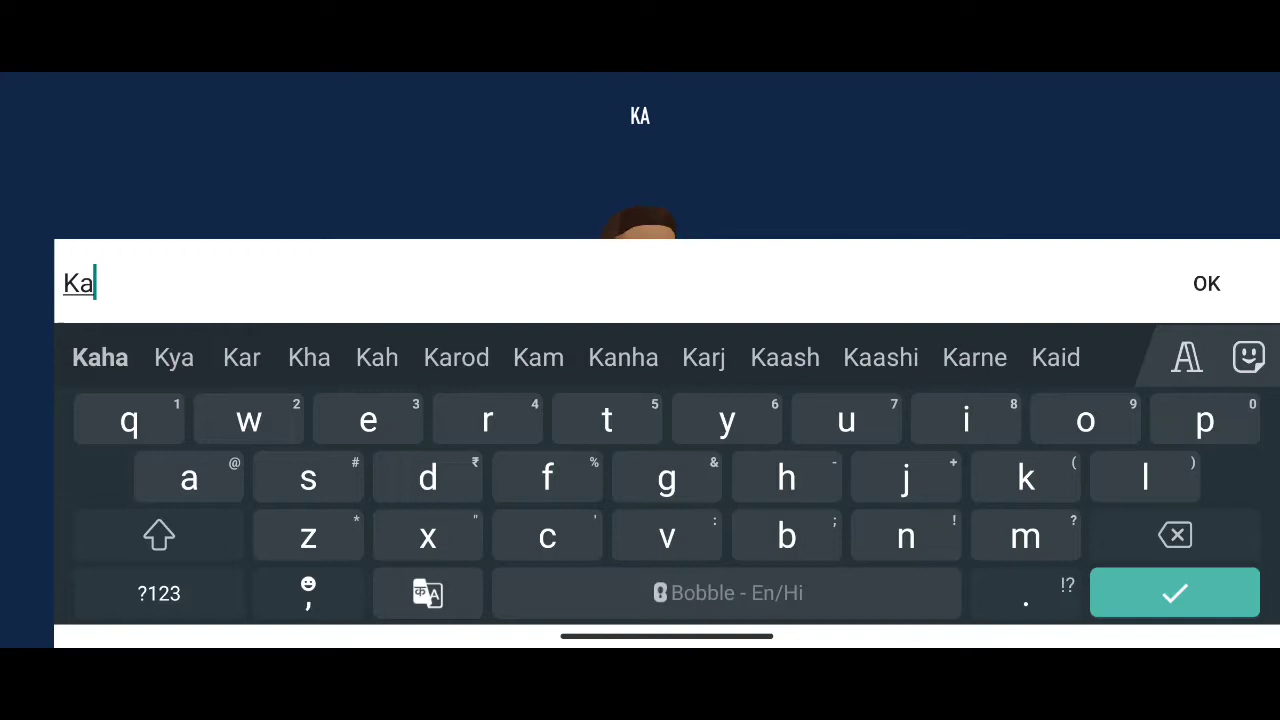 KA
Ka
OK
Kaha Kya Kar Kha Kah Karod Kam Kanha Karj Kaash Kaashi Karne Kaid
q 1 w 2 e 3 r 4 t 5 y 6 u 7 i 8 o 9 p 0
a @ s # d ₹ f % g & h - j + k ( l )
z * x " c ' v : b ; n ! m ?
?123 , क A Bobble - En/Hi . !?